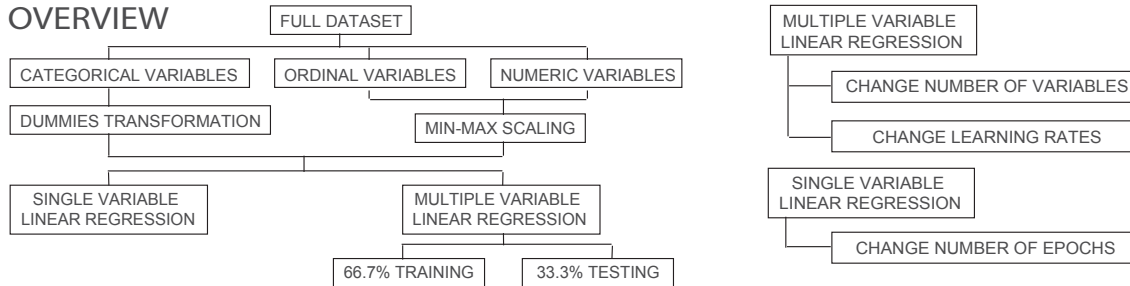 OVERVIEW
FULL DATASET
CATEGORICAL VARIABLES
ORDINAL VARIABLES
NUMERIC VARIABLES
DUMMIES TRANSFORMATION
MIN-MAX SCALING
SINGLE VARIABLE
LINEAR REGRESSION
MULTIPLE VARIABLE
LINEAR REGRESSION
66.7% TRAINING
33.3% TESTING
MULTIPLE VARIABLE
LINEAR REGRESSION
CHANGE NUMBER OF VARIABLES
CHANGE LEARNING RATES
SINGLE VARIABLE
LINEAR REGRESSION
CHANGE NUMBER OF EPOCHS